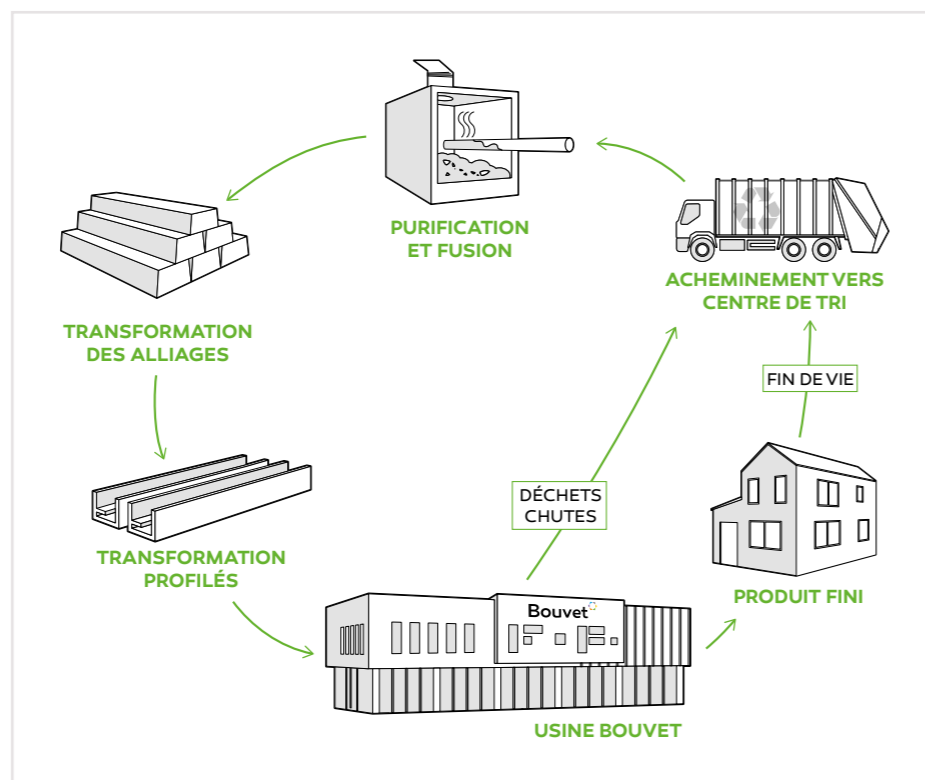 PURIFICATION
ET FUSION
ACHEMINEMENT VERS
CENTRE DE TRI
TRANSFORMATION
DES ALLIAGES
FIN DE VIE
DÉCHETS
CHUTES
TRANSFORMATION
PROFILÉS
PRODUIT FINI
Bouvet
USINE BOUVET